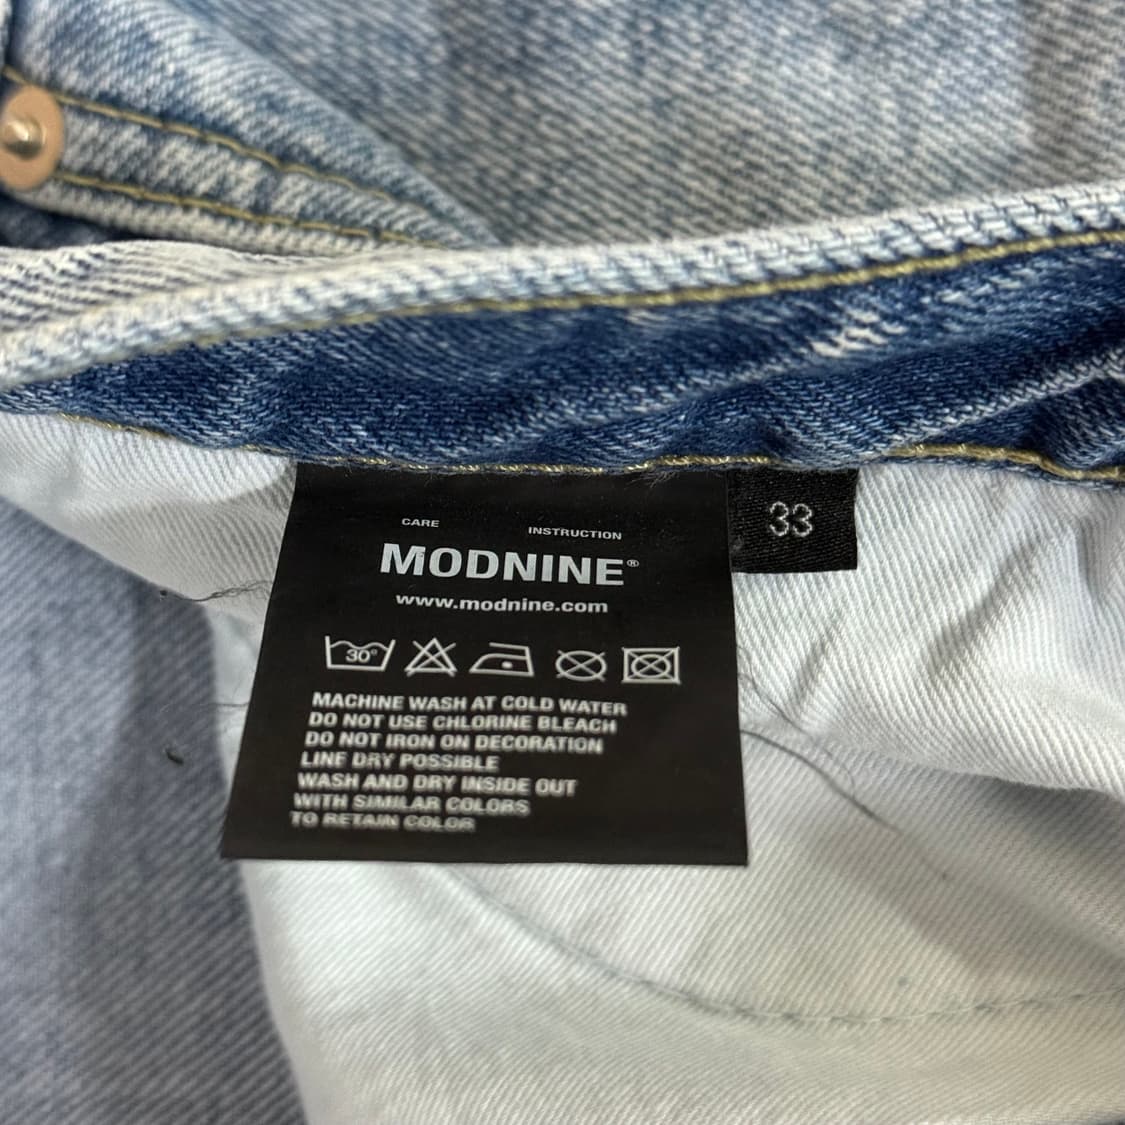 CARE INSTRUCTION
MODNINE®
www.modnine.com
30°
MACHINE WASH AT COLD WATER
DO NOT USE CHLORINE BLEACH
DO NOT IRON ON DECORATION
LINE DRY POSSIBLE
WASH AND DRY INSIDE OUT
WITH SIMILAR COLORS
TO RETAIN COLOR
33